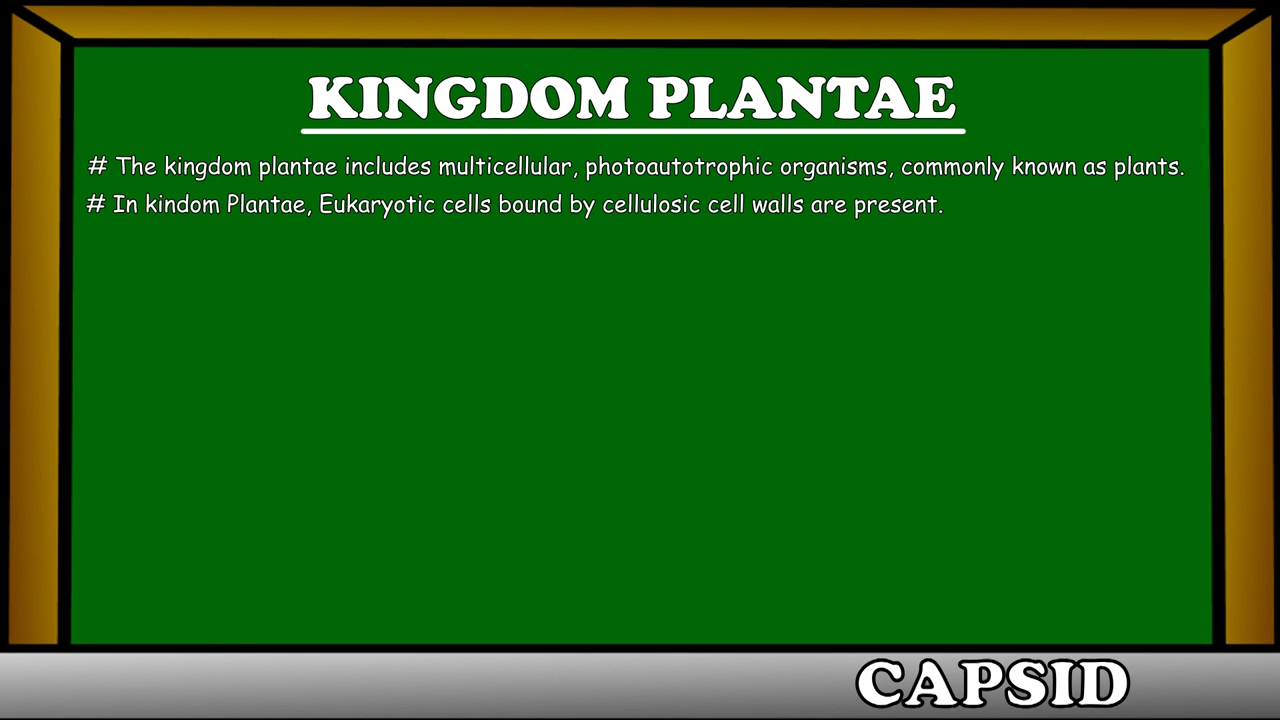 KINGDOM PLANTAE
# The kingdom plantae includes multicellular, photoautotrophic organisms, commonly known as plants.
# In kindom Plantae, Eukaryotic cells bound by cellulosic cell walls are present.
CAPSID